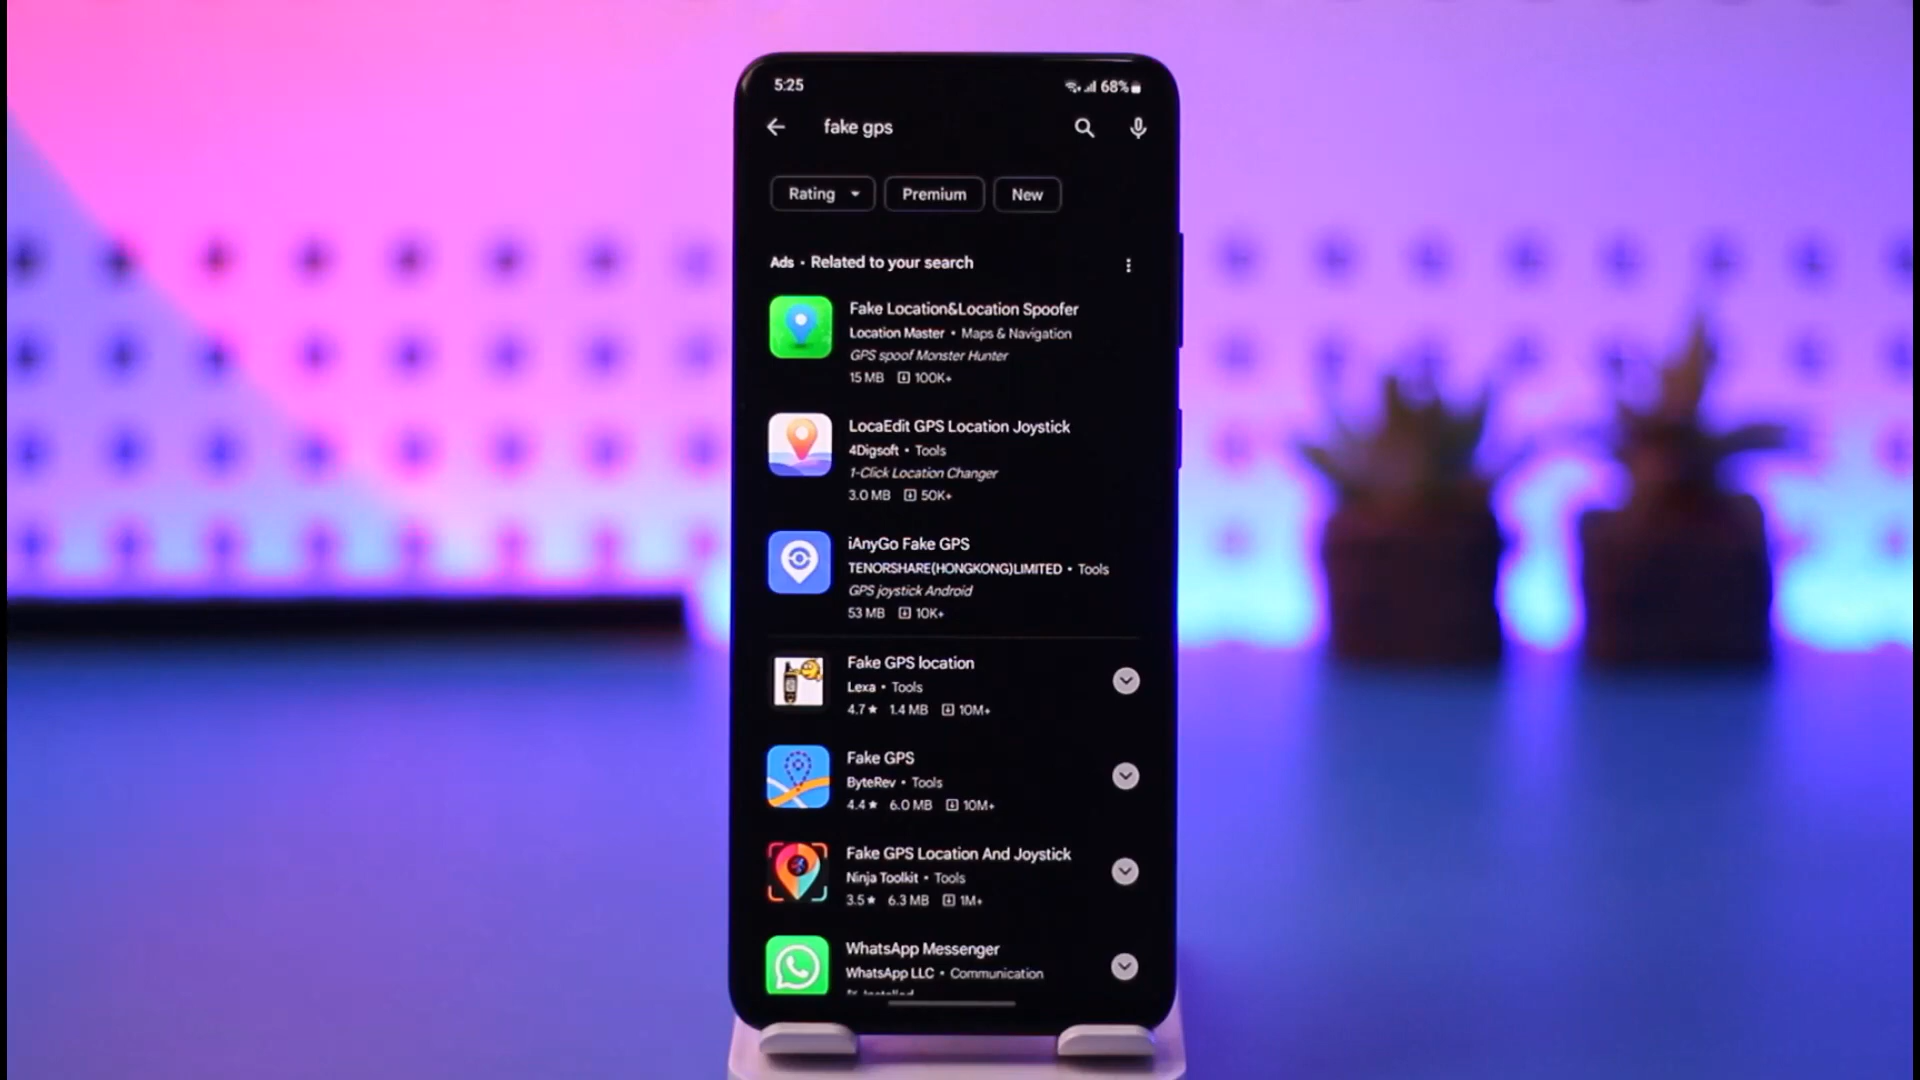 5:25 68%
fake gps
Rating Premium New
Ads • Related to your search
Fake Location&Location Spoofer
Location Master • Maps & Navigation
GPS spoof Monster Hunter
15 MB 100K+
LocaEdit GPS Location Joystick
4Digsoft • Tools
1-Click Location Changer
3.0 MB 50K+
iAnyGo Fake GPS
TENORSHARE(HONGKONG)LIMITED • Tools
GPS joystick Android
53 MB 10K+
Fake GPS location
Lexa • Tools
4.7★ 1.4 MB 10M+
Fake GPS
ByteRev • Tools
4.4★ 6.0 MB 10M+
Fake GPS Location And Joystick
Ninja Toolkit • Tools
3.5★ 6.3 MB 1M+
WhatsApp Messenger
WhatsApp LLC • Communication